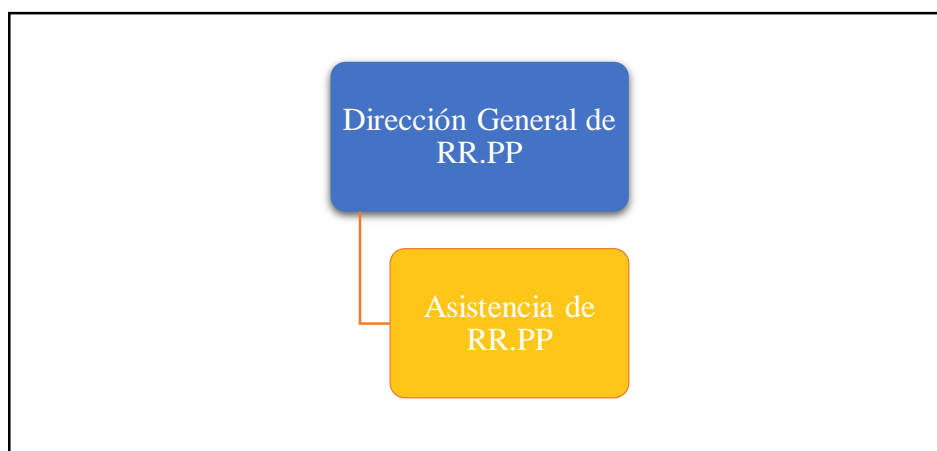 Dirección General de
RR.PP
Asistencia de
RR.PP